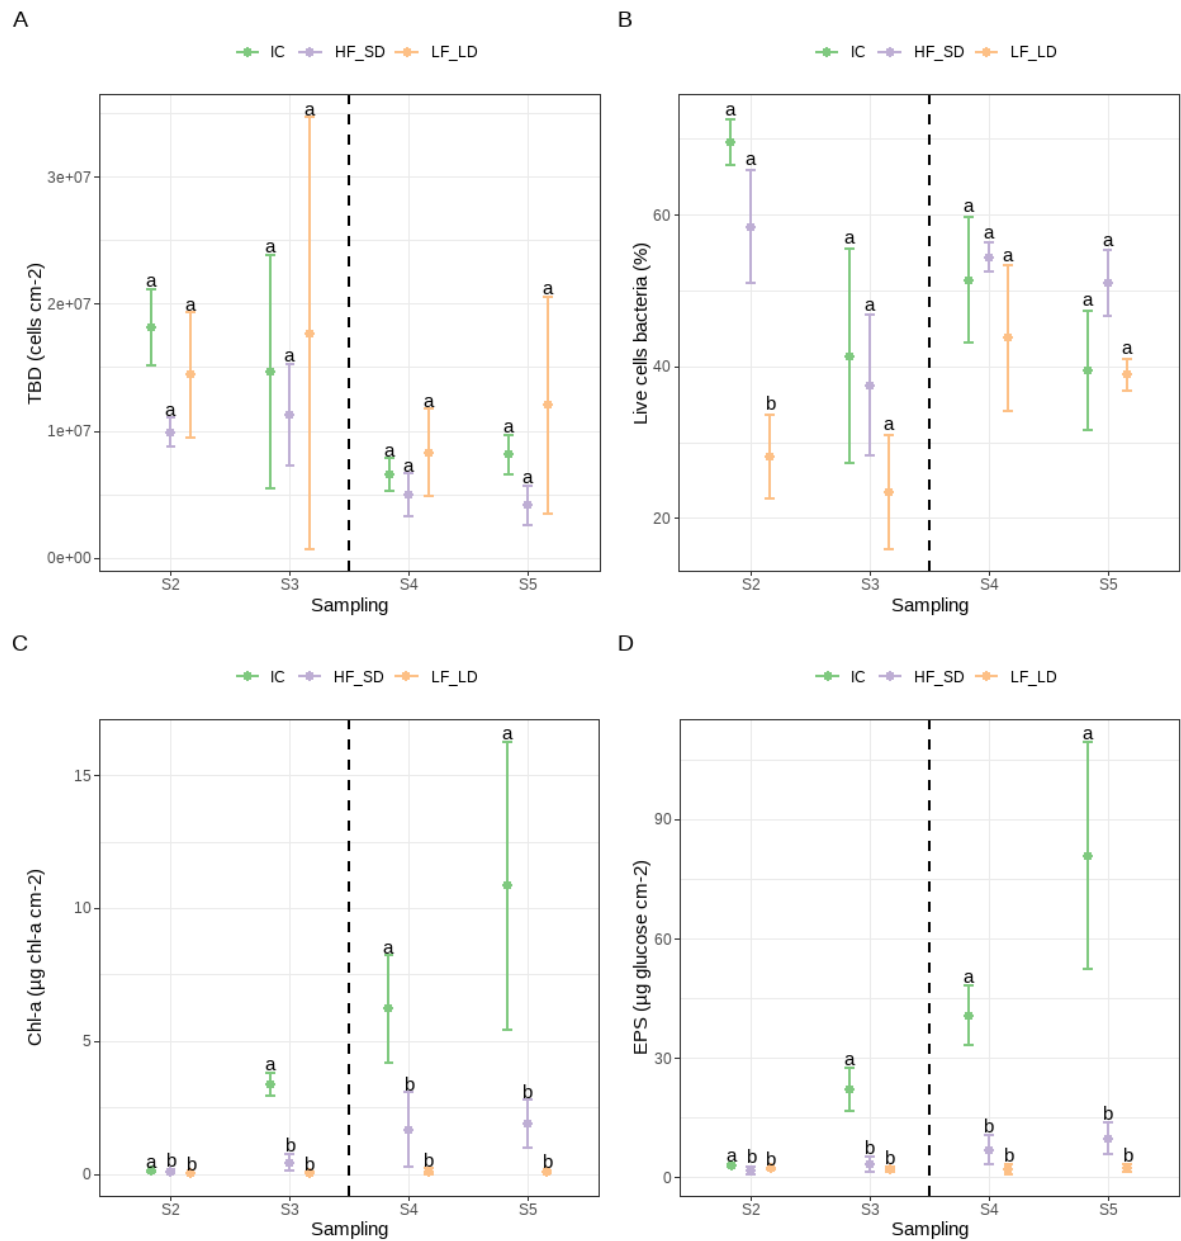 A
IC HF_SD LF_LD
TBD (cells cm-2)
3e+07
2e+07
1e+07
0e+00
a a a a a a a a a a a a
S2 S3 S4 S5
Sampling
B
IC HF_SD LF_LD
Live cells bacteria (%)
60
40
20
a a b a a a a a a a a a
S2 S3 S4 S5
Sampling
C
IC HF_SD LF_LD
Chl-a (µg chl-a cm-2)
15
10
5
0
a b b a b b a b b a b b
S2 S3 S4 S5
Sampling
D
IC HF_SD LF_LD
EPS (µg glucose cm-2)
90
60
30
0
a b b a b b a b b a b b
S2 S3 S4 S5
Sampling